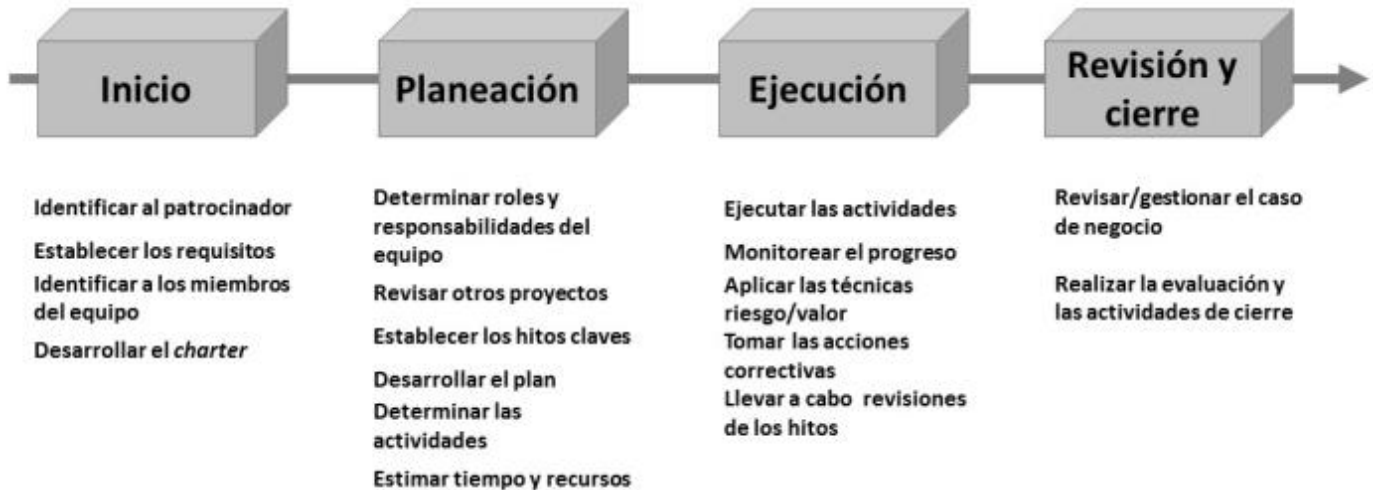 Inicio
Planeación
Ejecución
Revisión y
cierre
Identificar al patrocinador
Establecer los requisitos
Identificar a los miembros
del equipo
Desarrollar el charter
Determinar roles y
responsabilidades del
equipo
Revisar otros proyectos
Establecer los hitos claves
Desarrollar el plan
Determinar las
actividades
Estimar tiempo y recursos
Ejecutar las actividades
Monitorear el progreso
Aplicar las técnicas
riesgo/valor
Tomar las acciones
correctivas
Llevar a cabo revisiones
de los hitos
Revisar/gestionar el caso
de negocio
Realizar la evaluación y
las actividades de cierre